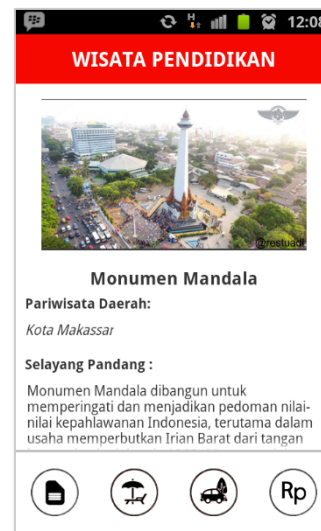 12:08
WISATA PENDIDIKAN
@restuadi
Monumen Mandala
Pariwisata Daerah:
Kota Makassar
Selayang Pandang :
Monumen Mandala dibangun untuk
memperingati dan menjadikan pedoman nilai-
nilai kepahlawanan Indonesia, terutama dalam
usaha memperbutkan Irian Barat dari tangan
Rp